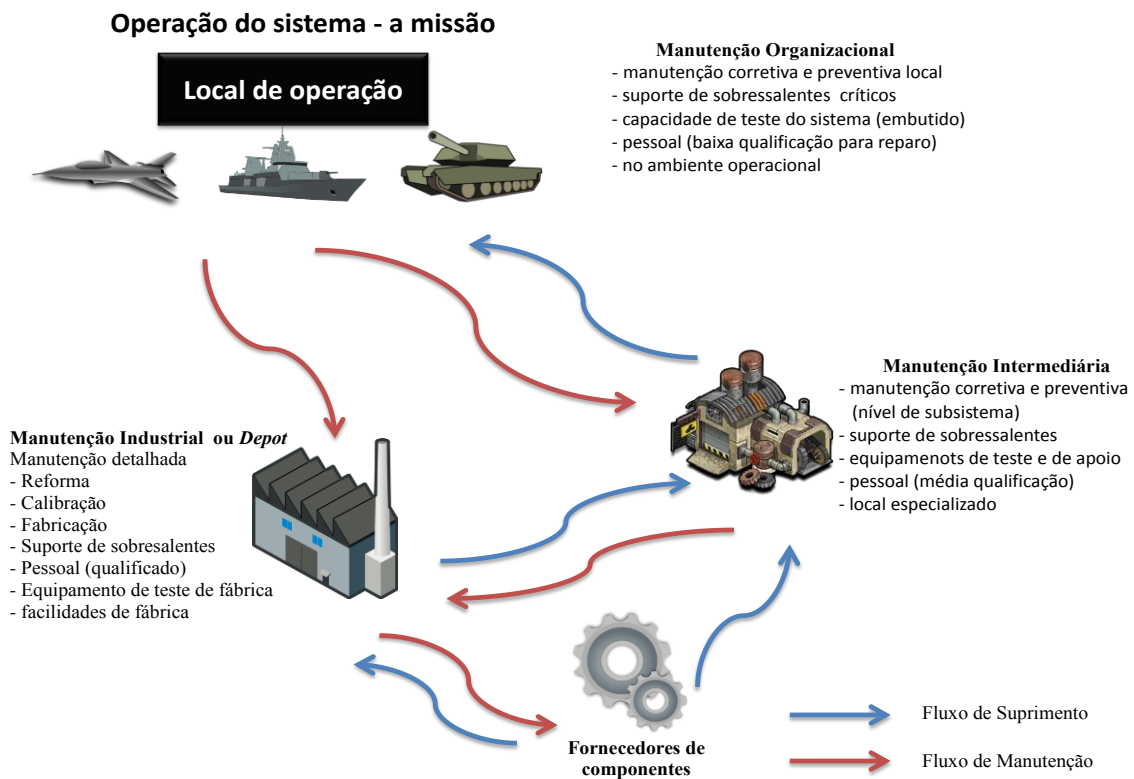 Operação do sistema - a missão
Local de operação
Manutenção Organizacional
- manutenção corretiva e preventiva local
- suporte de sobressalentes críticos
- capacidade de teste do sistema (embutido)
- pessoal (baixa qualificação para reparo)
- no ambiente operacional
Manutenção Intermediária
- manutenção corretiva e preventiva
(nível de subsistema)
- suporte de sobressalentes
- equipamenots de teste e de apoio
- pessoal (média qualificação)
- local especializado
Manutenção Industrial ou Depot
Manutenção detalhada
- Reforma
- Calibração
- Fabricação
- Suporte de sobresalentes
- Pessoal (qualificado)
- Equipamento de teste de fábrica
- facilidades de fábrica
Fornecedores de
componentes
Fluxo de Suprimento
Fluxo de Manutenção